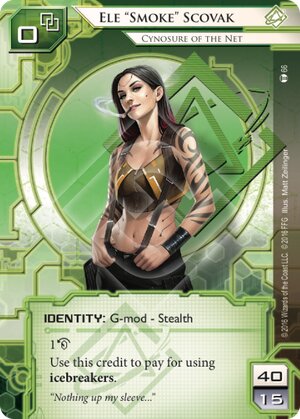 0
Ele "Smoke" Scovak
Cynosure of the Net
66
© 2016 Wizards of the Coast LLC. © 2016 FFG Illus. Matt Zeilinger
IDENTITY: G-mod - Stealth
1
Use this credit to pay for using
icebreakers.
"Nothing up my sleeve..."
40
15